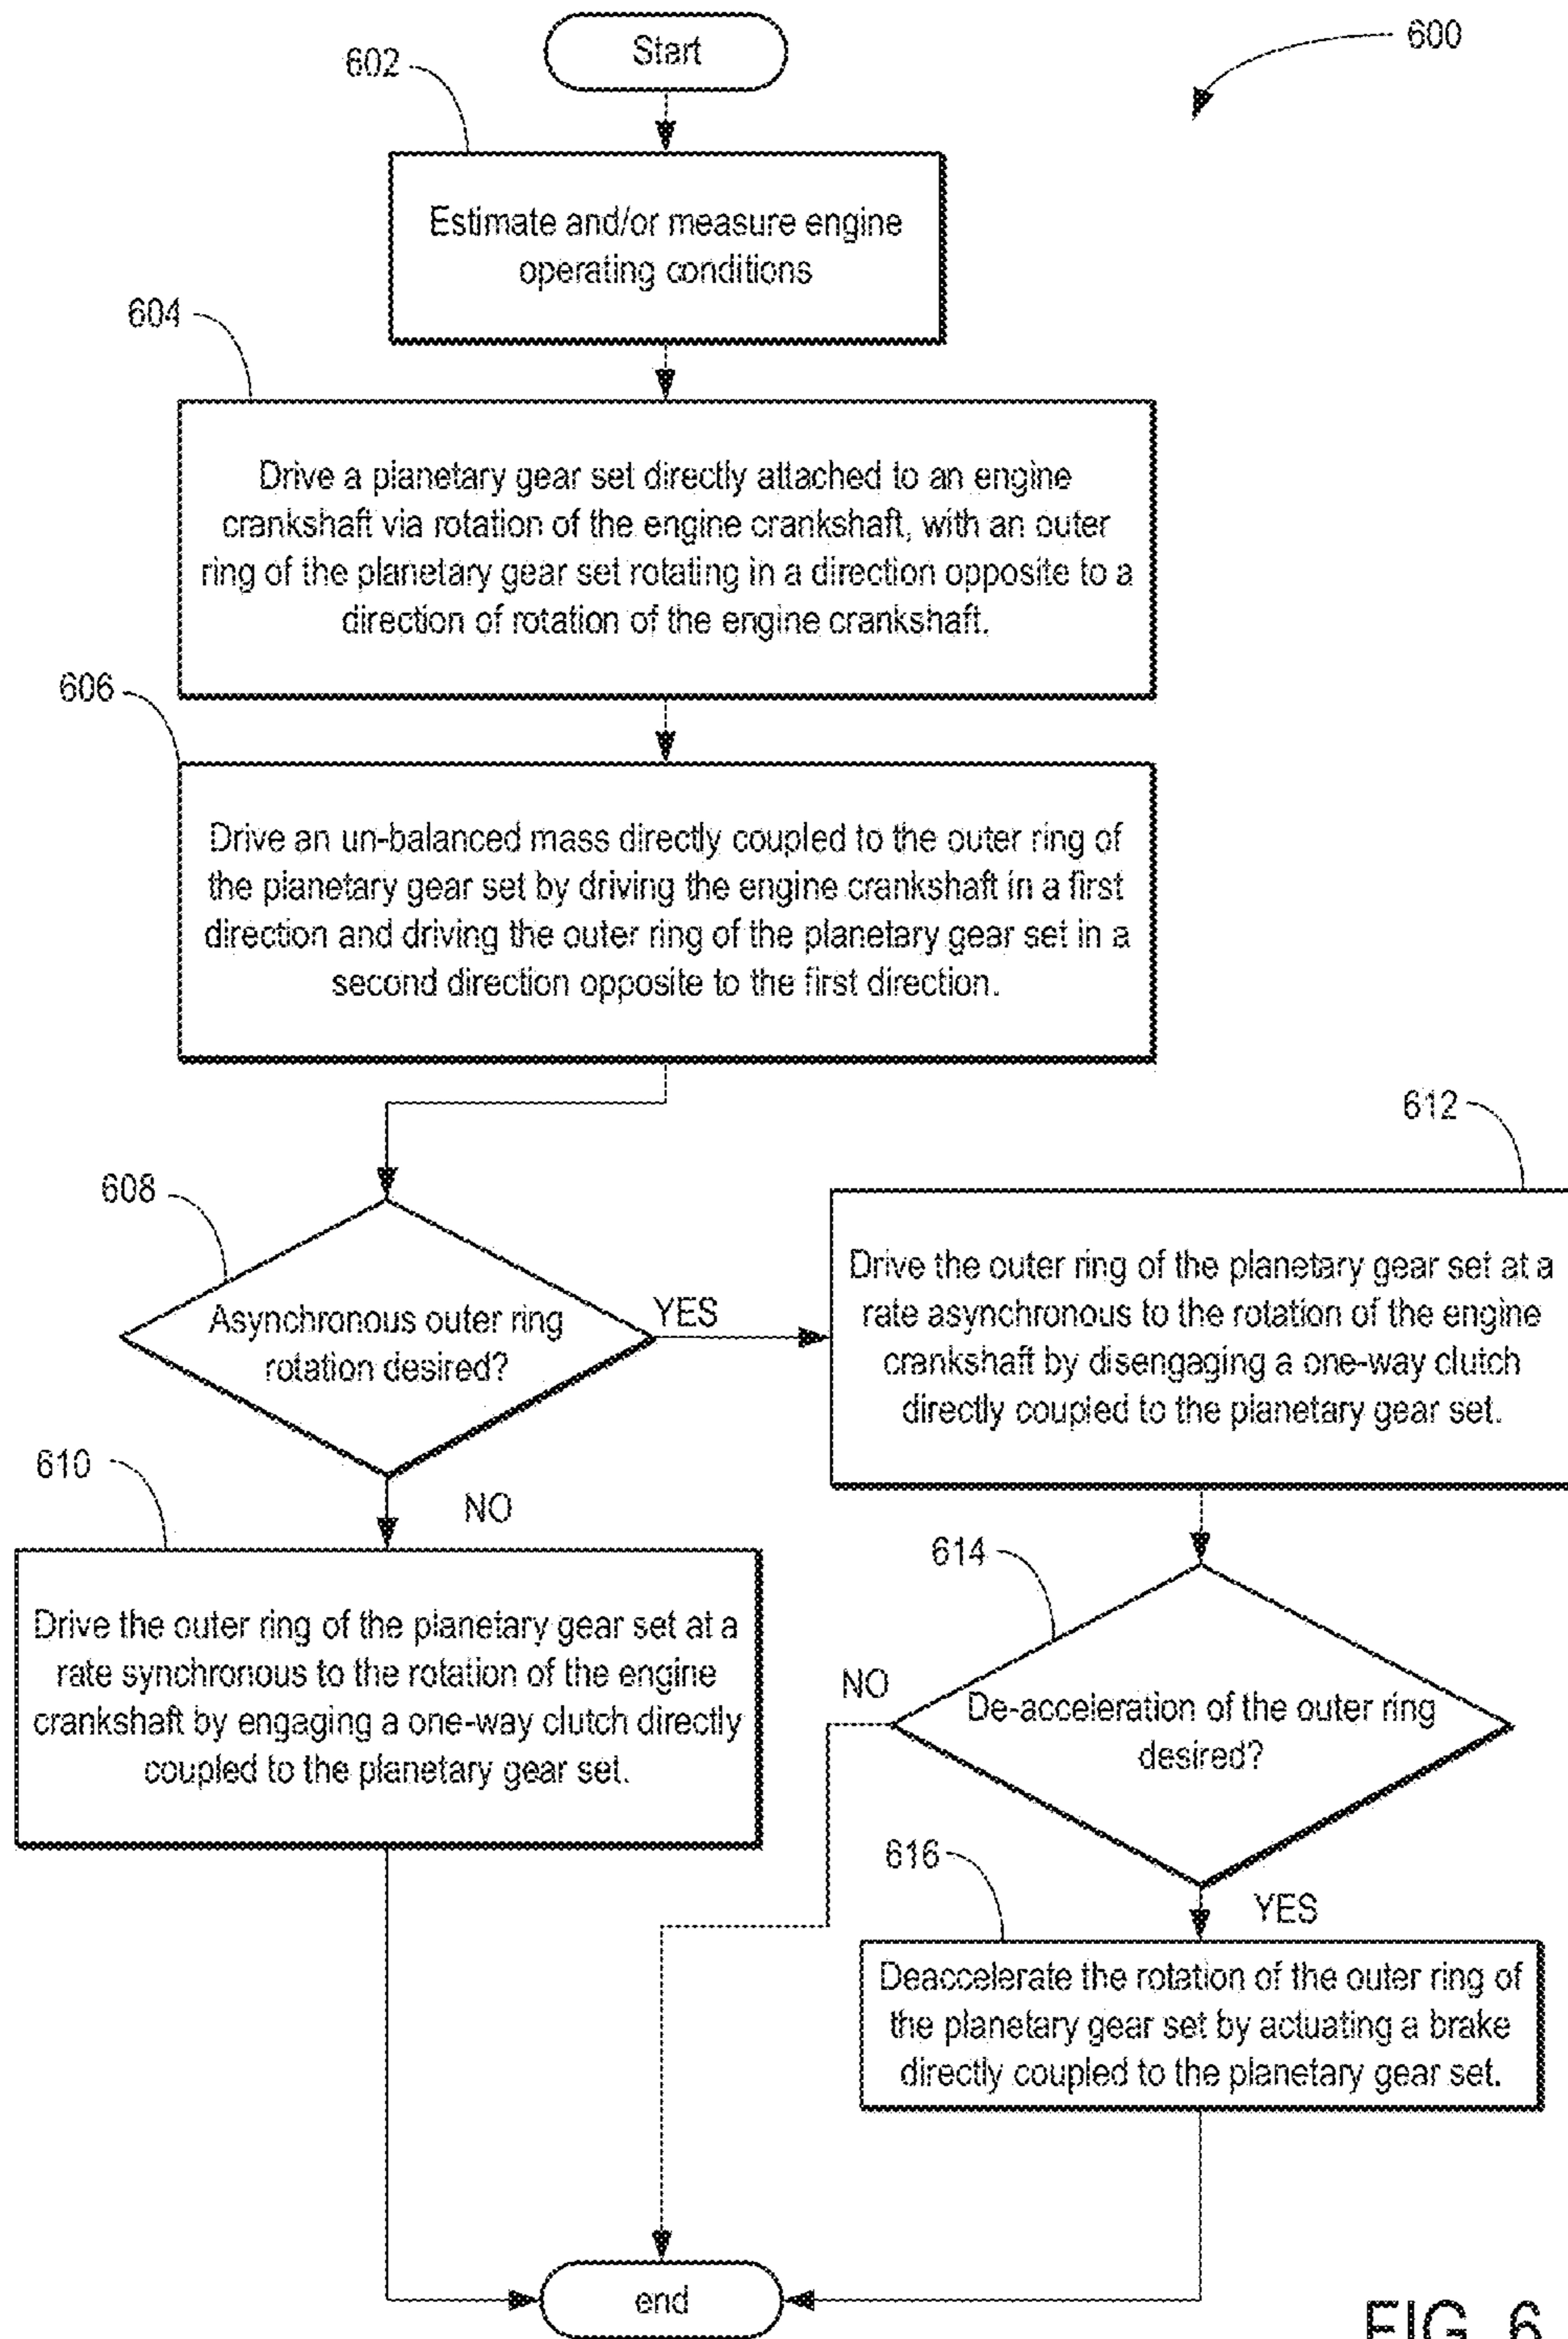 600
Start
602
Estimate and/or measure engine
operating conditions
604
Drive a planetary gear set directly attached to an engine
crankshaft via rotation of the engine crankshaft, with an outer
ring of the planetary gear set rotating in a direction opposite to a
direction of rotation of the engine crankshaft.
606
Drive an un-balanced mass directly coupled to the outer ring of
the planetary gear set by driving the engine crankshaft in a first
direction and driving the outer ring of the planetary gear set in a
second direction opposite to the first direction.
608
Asynchronous outer ring
rotation desired?
YES
NO
612
Drive the outer ring of the planetary gear set at a
rate asynchronous to the rotation of the engine
crankshaft by disengaging a one-way clutch
directly coupled to the planetary gear set.
610
Drive the outer ring of the planetary gear set at a
rate synchronous to the rotation of the engine
crankshaft by engaging a one-way clutch directly
coupled to the planetary gear set.
614
De-acceleration of the outer ring
desired?
NO
YES
616
Deaccelerate the rotation of the outer ring of
the planetary gear set by actuating a brake
directly coupled to the planetary gear set.
end
FIG. 6